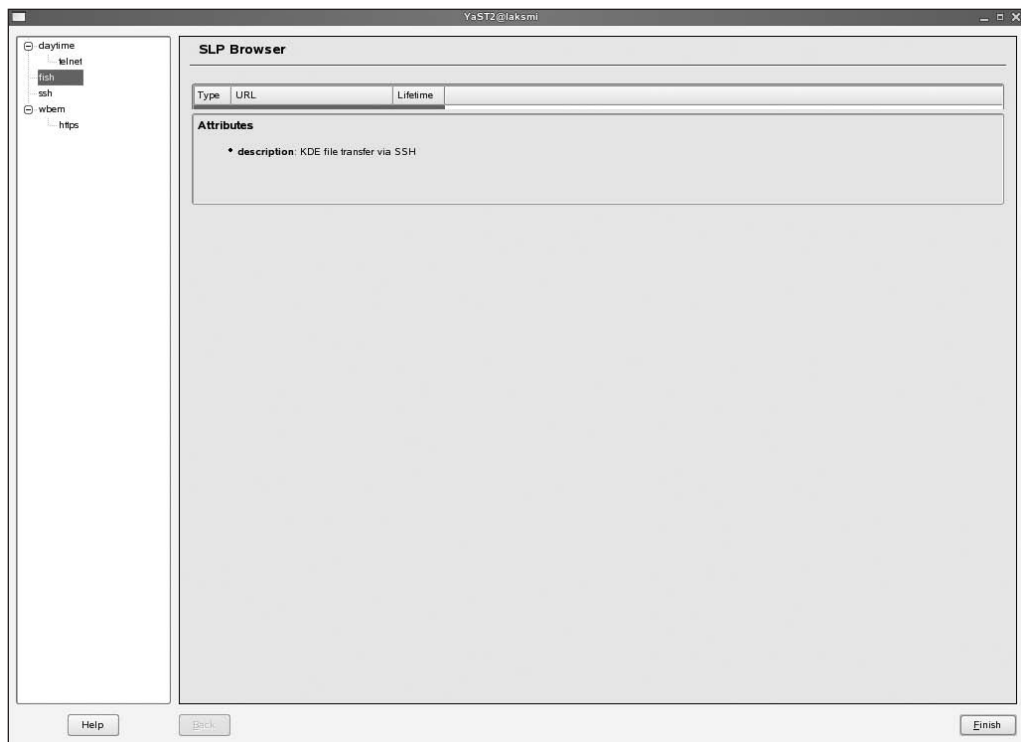 YaST2@laksmi
daytime
telnet
fish
ssh
wbem
https
SLP Browser
Type URL Lifetime
Attributes
• description: KDE file transfer via SSH
Help Back Finish